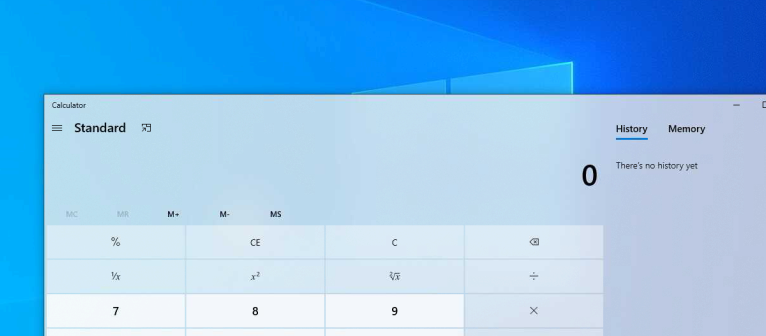 Calculator
Standard
History Memory
0
There's no history yet
MC MR M+ M- MS
% CE C
¹/x x² ²√x ÷
7 8 9 ×